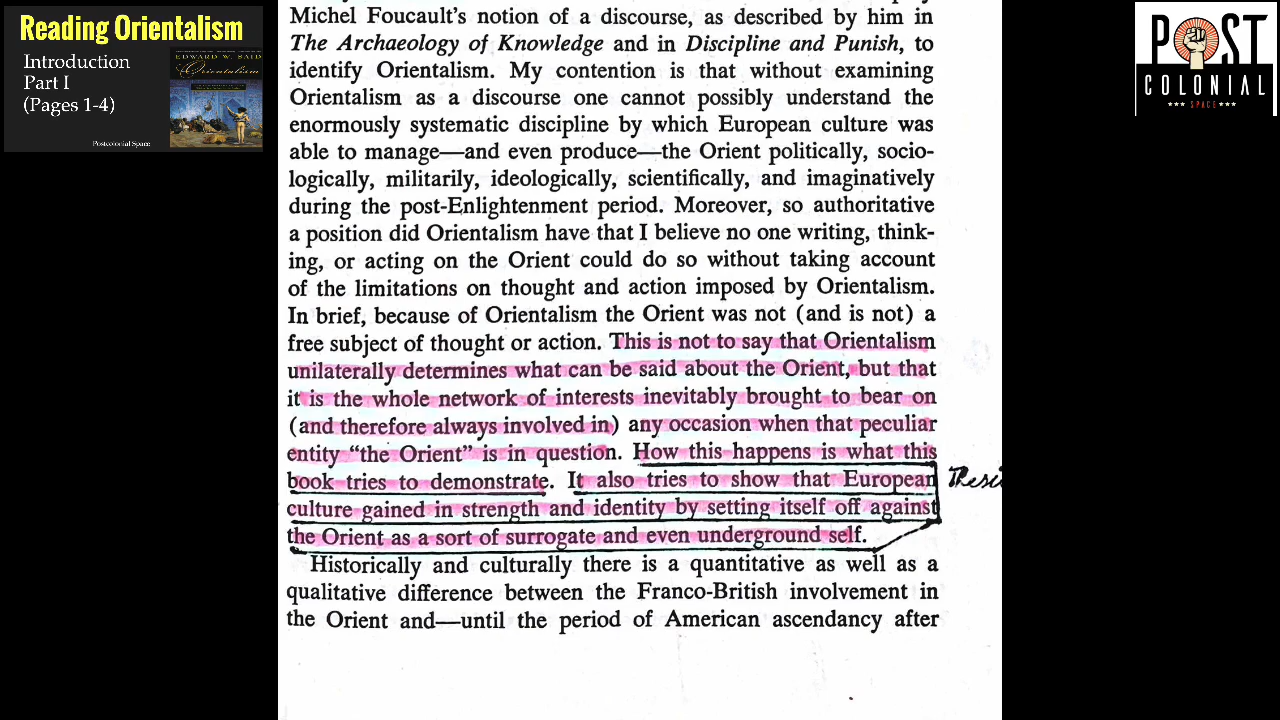 Reading Orientalism
Introduction
Part I
(Pages 1-4)
Postcolonial Space
EDWARD W. SAID
Orientalism
POST
COLONIAL
SPACE
Michel Foucault's notion of a discourse, as described by him in
The Archaeology of Knowledge and in Discipline and Punish, to
identify Orientalism. My contention is that without examining
Orientalism as a discourse one cannot possibly understand the
enormously systematic discipline by which European culture was
able to manage—and even produce—the Orient politically, socio-
logically, militarily, ideologically, scientifically, and imaginatively
during the post-Enlightenment period. Moreover, so authoritative
a position did Orientalism have that I believe no one writing, think-
ing, or acting on the Orient could do so without taking account
of the limitations on thought and action imposed by Orientalism.
In brief, because of Orientalism the Orient was not (and is not) a
free subject of thought or action. This is not to say that Orientalism
unilaterally determines what can be said about the Orient, but that
it is the whole network of interests inevitably brought to bear on
(and therefore always involved in) any occasion when that peculiar
entity "the Orient" is in question. How this happens is what this
book tries to demonstrate. It also tries to show that European
culture gained in strength and identity by setting itself off against
the Orient as a sort of surrogate and even underground self.
Historically and culturally there is a quantitative as well as a
qualitative difference between the Franco-British involvement in
the Orient and—until the period of American ascendancy after